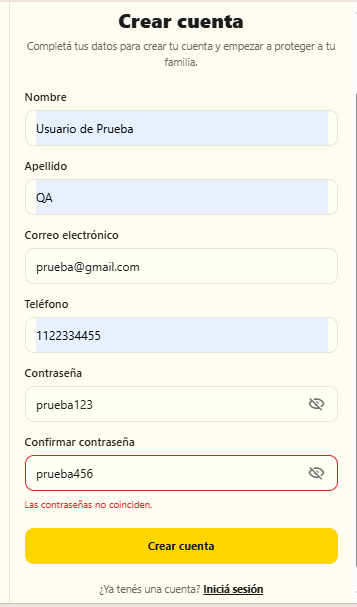 Crear cuenta
Completá tus datos para crear tu cuenta y empezar a proteger a tu
familia.
Nombre
Usuario de Prueba
Apellido
QA
Correo electrónico
prueba@gmail.com
Teléfono
1122334455
Contraseña
prueba123
Confirmar contraseña
prueba456
Las contraseñas no coinciden.
Crear cuenta
¿Ya tenés una cuenta? Iniciá sesión